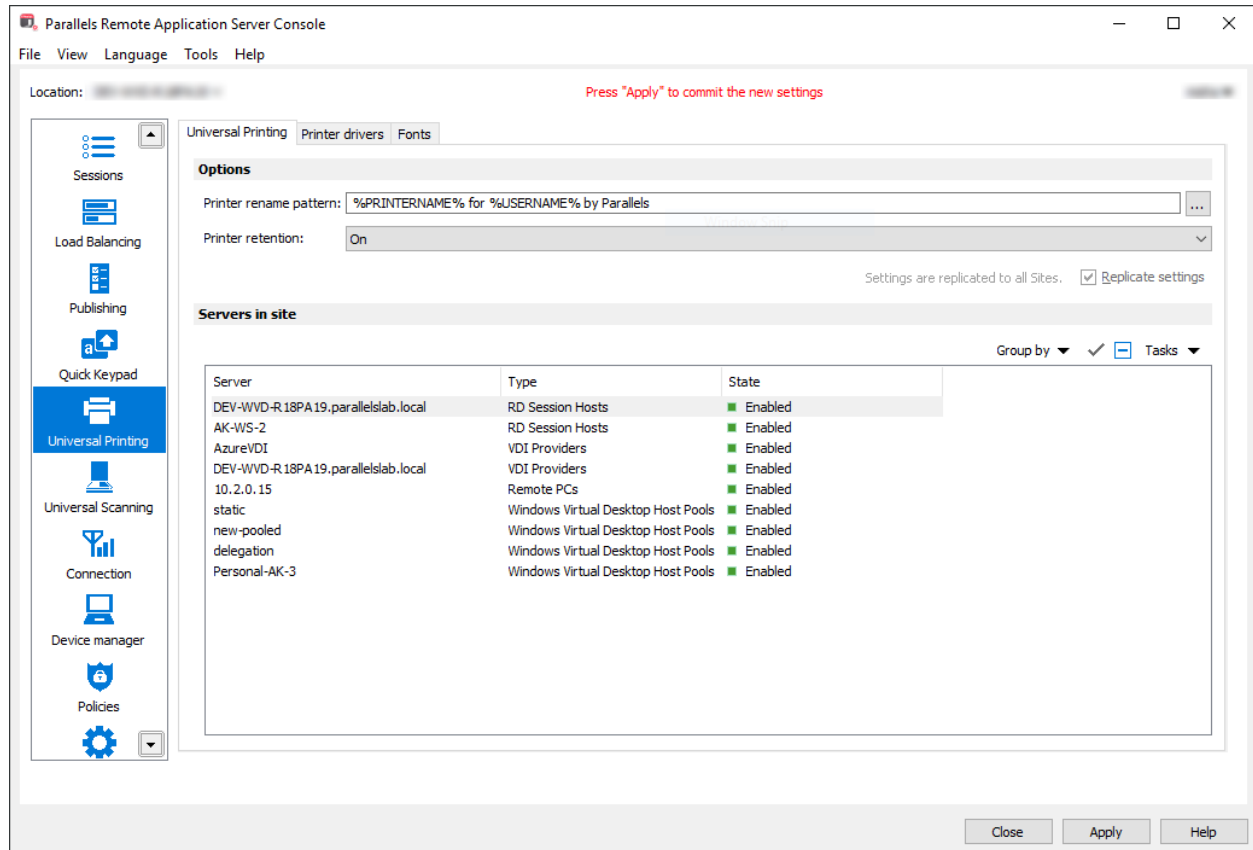 Parallels Remote Application Server Console
File View Language Tools Help
Location:
Press "Apply" to commit the new settings
Sessions
Load Balancing
Publishing
a
Quick Keypad
Universal Printing
Universal Scanning
Connection
Device manager
Policies
Universal Printing Printer drivers Fonts
Options
Printer rename pattern: %PRINTERNAME% for %USERNAME% by Parallels ...
Window Snip
Printer retention: On
Settings are replicated to all Sites. Replicate settings
Servers in site
Group by Tasks
Server Type State
DEV-WVD-R18PA19.parallelslab.local RD Session Hosts Enabled
AK-WS-2 RD Session Hosts Enabled
AzureVDI VDI Providers Enabled
DEV-WVD-R18PA19.parallelslab.local VDI Providers Enabled
10.2.0.15 Remote PCs Enabled
static Windows Virtual Desktop Host Pools Enabled
new-pooled Windows Virtual Desktop Host Pools Enabled
delegation Windows Virtual Desktop Host Pools Enabled
Personal-AK-3 Windows Virtual Desktop Host Pools Enabled
Close Apply Help